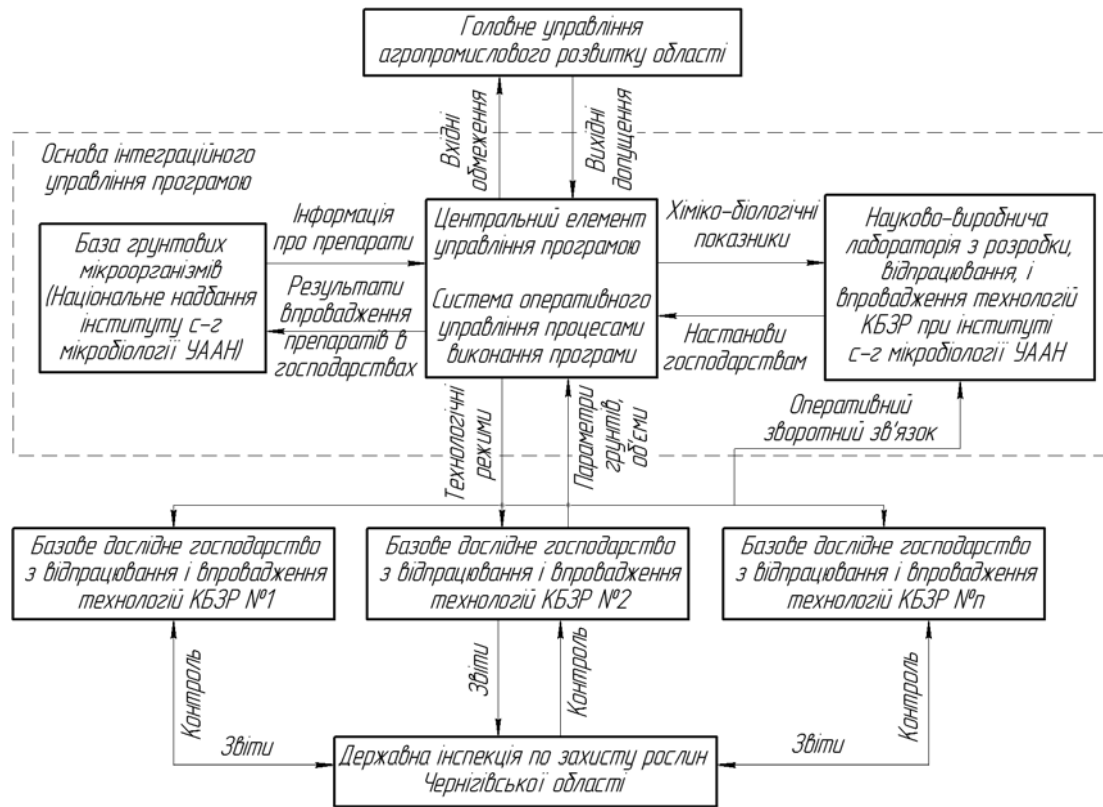 Головне управління
агропромислового розвитку області
Вхідні
обмеження
Вихідні
допущення
Основа інтеграційного
управління програмою
База грунтових
мікроорганізмів
(Національне надбання
інституту с-г
мікробіології УААН)
Інформація
про препарати
Результати
впровадження
препаратів в
господарствах
Центральний елемент
управління програмою
Система оперативного
управління процесами
виконання програми
Хіміко-біологічні
показники
Настанови
господарствам
Науково-виробнича
лабораторія з розробки,
відпрацювання, і
впровадження технологій
КБЗР при інституті
с-г мікробіології УААН
Оперативний
зворотний зв'язок
Технологічні
режими
Параметри
грунтів,
об'єми
Базове дослідне господарство
з відпрацювання і впровадження
технологій КБЗР №1
Базове дослідне господарство
з відпрацювання і впровадження
технологій КБЗР №2
Базове дослідне господарство
з відпрацювання і впровадження
технологій КБЗР №n
Контроль
Звіти
Звіти
Контроль
Звіти
Контроль
Державна інспекція по захисту рослин
Чернігівської області